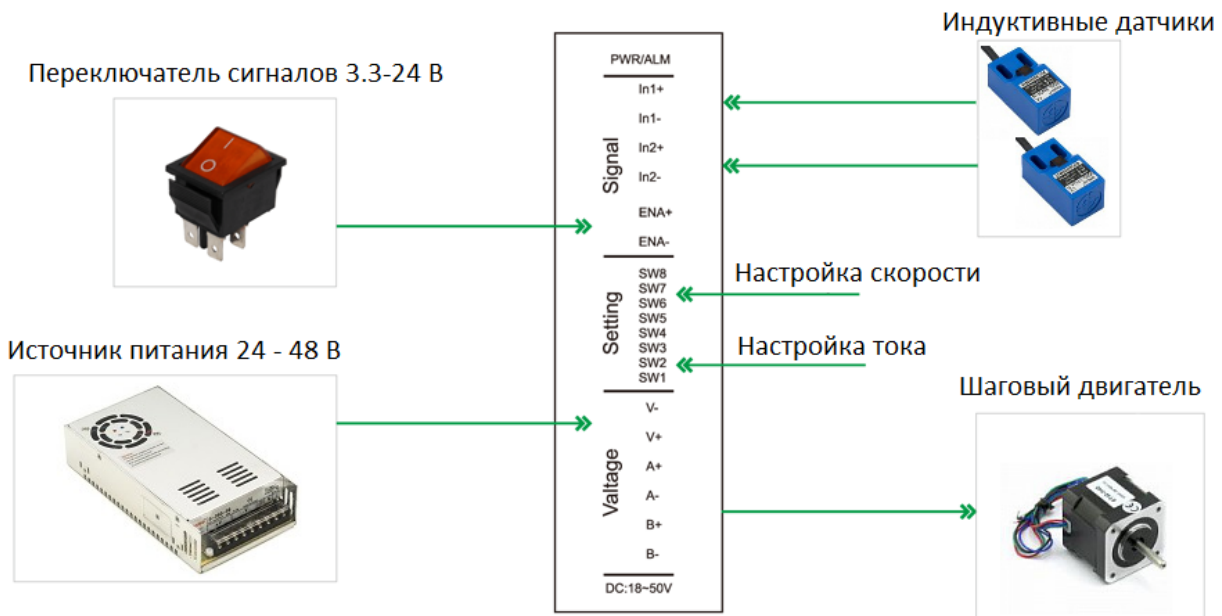 Переключатель сигналов 3.3-24 В
Источник питания 24 - 48 В
PWR/ALM
Signal
In1+
In1-
In2+
In2-
ENA+
ENA-
Setting
SW8
SW7
SW6
SW5
SW4
SW3
SW2
SW1
Valtage
V-
V+
A+
A-
B+
B-
DC:18~50V
Индуктивные датчики
Настройка скорости
Настройка тока
Шаговый двигатель